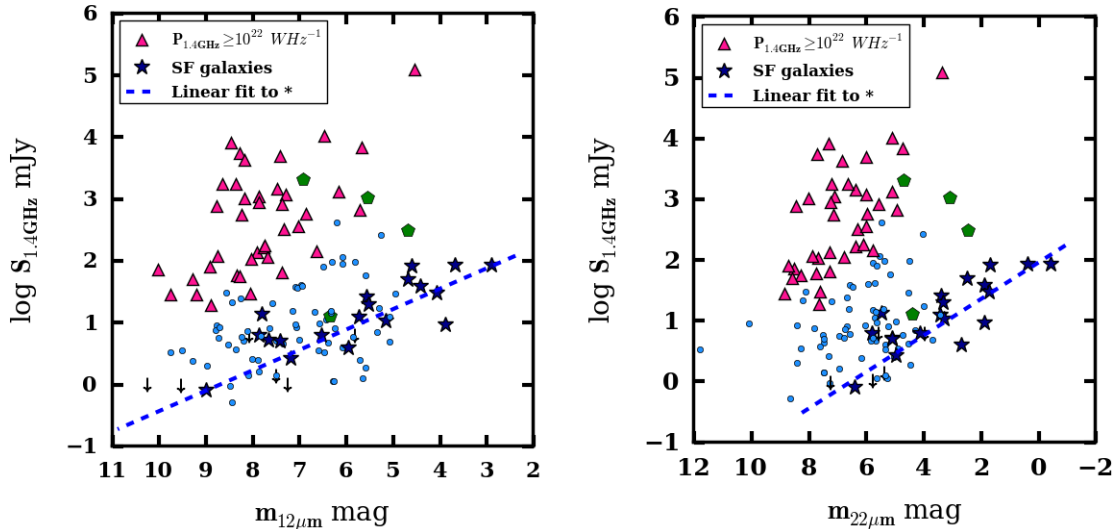 6
5
4
3
2
1
0
−1
log S1.4GHz mJy
P1.4GHz ≥10^22 WHz^−1
SF galaxies
Linear fit to *
11 10 9 8 7 6 5 4 3 2
m12μm mag
6
5
4
3
2
1
0
−1
log S1.4GHz mJy
P1.4GHz ≥10^22 WHz^−1
SF galaxies
Linear fit to *
12 10 8 6 4 2 0 −2
m22μm mag